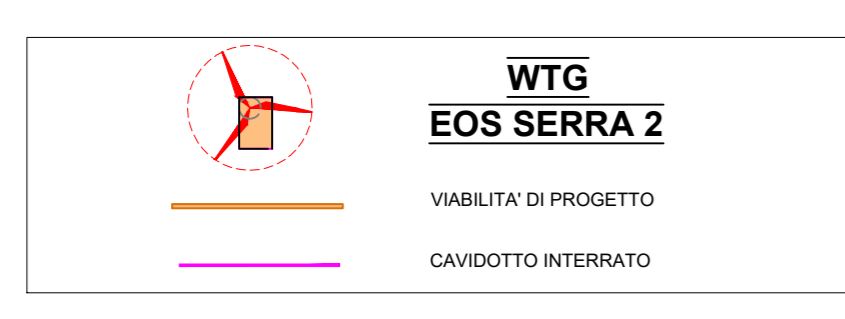 WTG
EOS SERRA 2
VIABILITA' DI PROGETTO
CAVIDOTTO INTERRATO